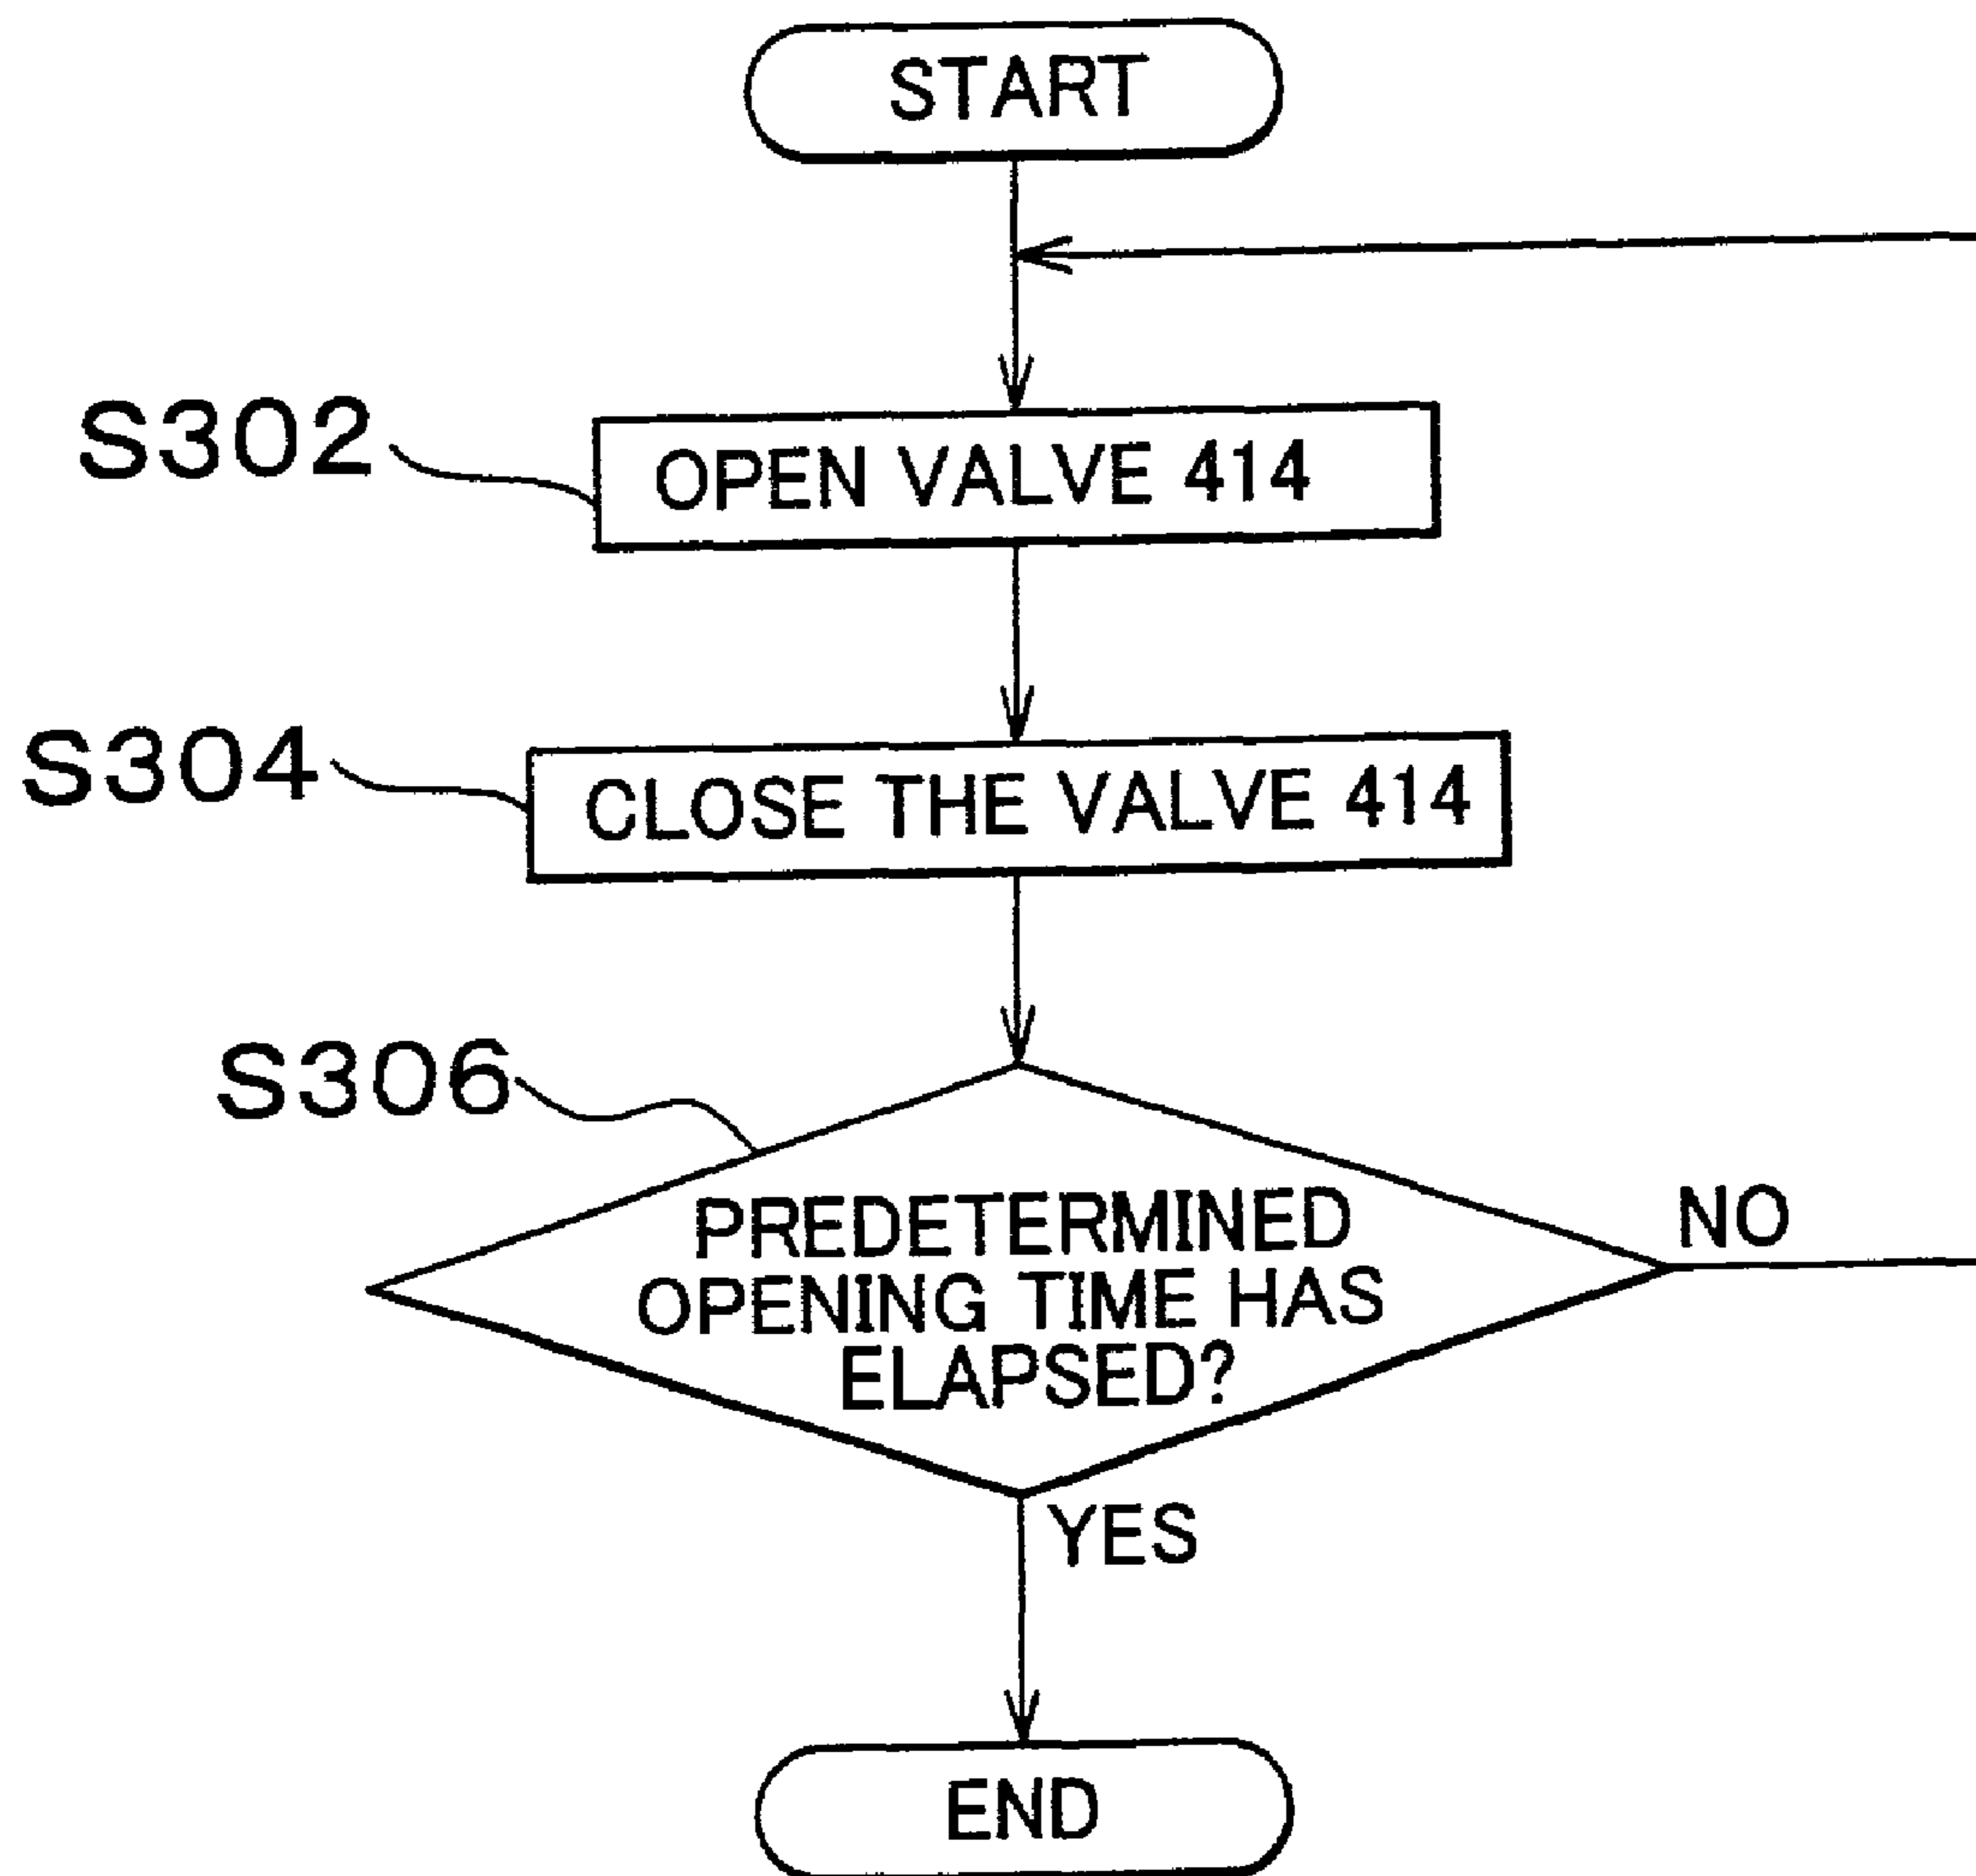 START
S302
OPEN VALVE 414
S304
CLOSE THE VALVE 414
S306
PREDETERMINED
OPENING TIME HAS
ELAPSED?
NO
YES
END